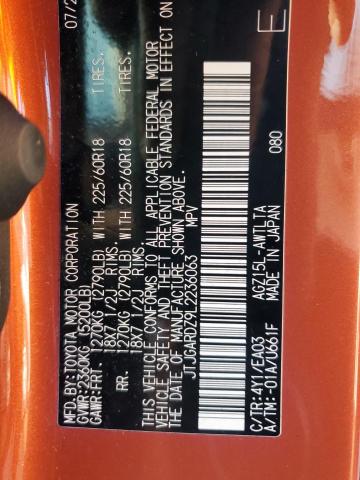 07/2
MFD.BY:TOYOTA MOTOR CORPORATION
GVWR:2360KG (5200LB)
GAWR:FRT. 1270KG (2790LB) WITH 225/60R18 TIRES.
18X7 1/2J RIMS.
RR. 1270KG (2790LB) WITH 225/60R18 TIRES.
18X7 1/2J RIMS.
THIS VEHICLE CONFORMS TO ALL APPLICABLE FEDERAL MOTOR
VEHICLE SAFETY AND THEFT PREVENTION STANDARDS IN EFFECT ON
THE DATE OF MANUFACTURE SHOWN ABOVE.
JTJGARDZ9L2236063 MPV
E
C/TR:4Y1/EA03 AGZ15L-AWTLTA 080
A/TM:-01A/U661F MADE IN JAPAN